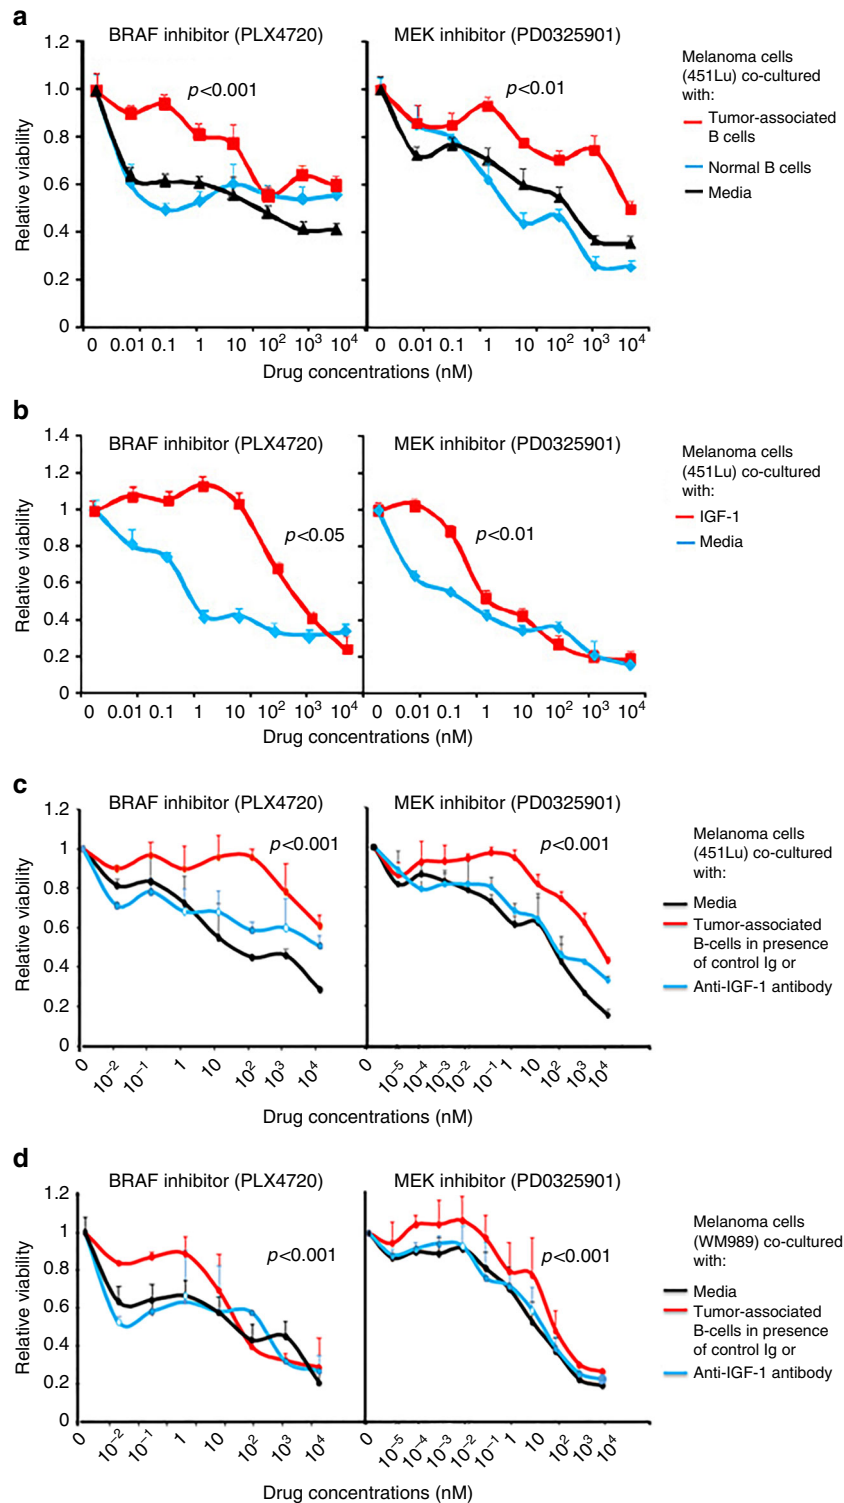 a
BRAF inhibitor (PLX4720)
MEK inhibitor (PD0325901)
1.2
1.0
0.8
0.6
0.4
0.2
0
Relative viability
p<0.001
p<0.01
0 0.01 0.1 1 10 10² 10³ 10⁴
0 0.01 0.1 1 10 10² 10³ 10⁴
Drug concentrations (nM)
Melanoma cells
(451Lu) co-cultured
with:
Tumor-associated
B cells
Normal B cells
Media
b
BRAF inhibitor (PLX4720)
MEK inhibitor (PD0325901)
1.4
1.2
1
0.8
0.6
0.4
0.2
0
Relative viability
p<0.05
p<0.01
0 0.01 0.1 1 10 10² 10³ 10⁴
0 0.01 0.1 1 10 10² 10³ 10⁴
Drug concentrations (nM)
Melanoma cells
(451Lu) co-cultured
with:
IGF-1
Media
c
BRAF inhibitor (PLX4720)
MEK inhibitor (PD0325901)
1.2
1
0.8
0.6
0.4
0.2
0
Relative viability
p<0.001
p<0.001
0 10⁻² 10⁻¹ 1 10 10² 10³ 10⁴
0 10⁻⁵ 10⁻⁴ 10⁻³ 10⁻² 10⁻¹ 1 10 10² 10³ 10⁴
Drug concentrations (nM)
Melanoma cells
(451Lu) co-cultured
with:
Media
Tumor-associated
B-cells in presence
of control Ig or
Anti-IGF-1 antibody
d
BRAF inhibitor (PLX4720)
MEK inhibitor (PD0325901)
1.2
1
0.8
0.6
0.4
0.2
0
Relative viability
p<0.001
p<0.001
0 10⁻² 10⁻¹ 1 10 10² 10³ 10⁴
0 10⁻⁵ 10⁻⁴ 10⁻³ 10⁻² 10⁻¹ 1 10 10² 10³ 10⁴
Drug concentrations (nM)
Melanoma cells
(WM989) co-cultured
with:
Media
Tumor-associated
B-cells in presence
of control Ig or
Anti-IGF-1 antibody